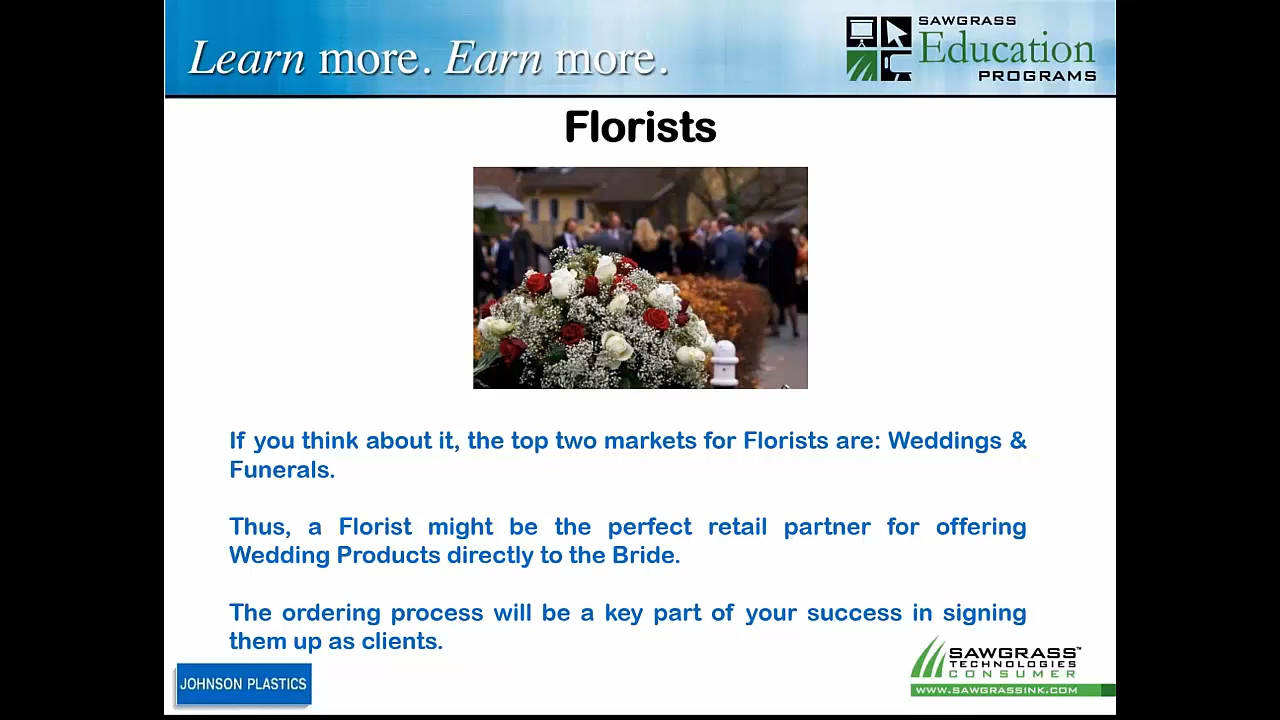 Learn more. Earn more.
SAWGRASS
Education
PROGRAMS
Florists
If you think about it, the top two markets for Florists are: Weddings &
Funerals.
Thus, a Florist might be the perfect retail partner for offering
Wedding Products directly to the Bride.
The ordering process will be a key part of your success in signing
them up as clients.
JOHNSON PLASTICS
SAWGRASS™
TECHNOLOGIES
CONSUMER
WWW.SAWGRASSINK.COM